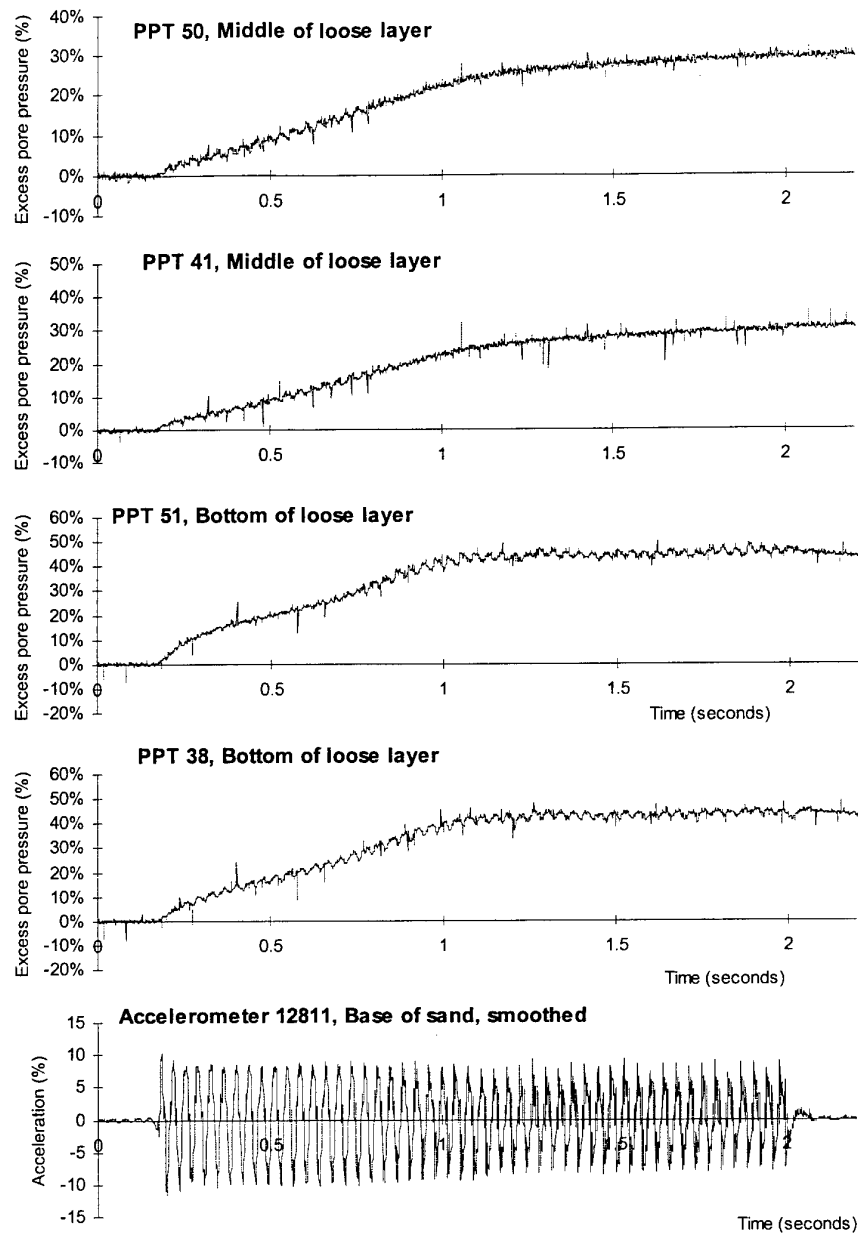 PPT 50, Middle of loose layer
Excess pore pressure (%)
40%
30%
20%
10%
0%
-10%
0 0.5 1 1.5 2
PPT 41, Middle of loose layer
Excess pore pressure (%)
50%
40%
30%
20%
10%
0%
-10%
0 0.5 1 1.5 2
PPT 51, Bottom of loose layer
Excess pore pressure (%)
60%
50%
40%
30%
20%
10%
0%
-10%
-20%
0 0.5 1 1.5 2
Time (seconds)
PPT 38, Bottom of loose layer
Excess pore pressure (%)
60%
50%
40%
30%
20%
10%
0%
-10%
-20%
0 0.5 1 1.5 2
Time (seconds)
Accelerometer 12811, Base of sand, smoothed
Acceleration (%)
15
10
5
0
-5
-10
-15
0 0.5 1 1.5 2
Time (seconds)